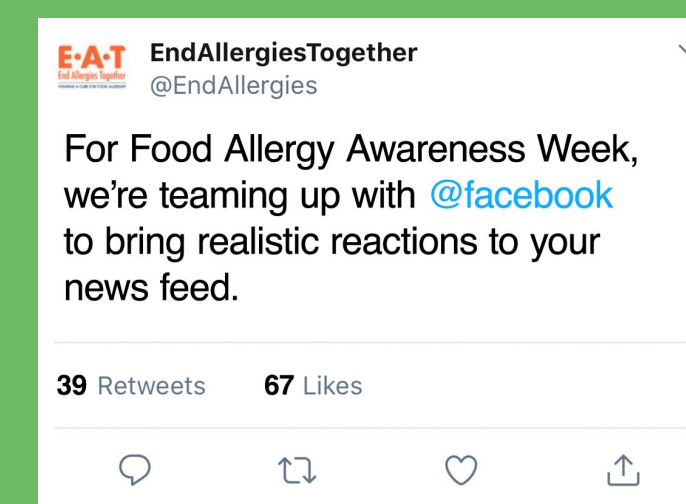 E·A·T
End Allergies Together
EndAllergiesTogether
@EndAllergies
For Food Allergy Awareness Week,
we’re teaming up with @facebook
to bring realistic reactions to your
news feed.
39 Retweets 67 Likes